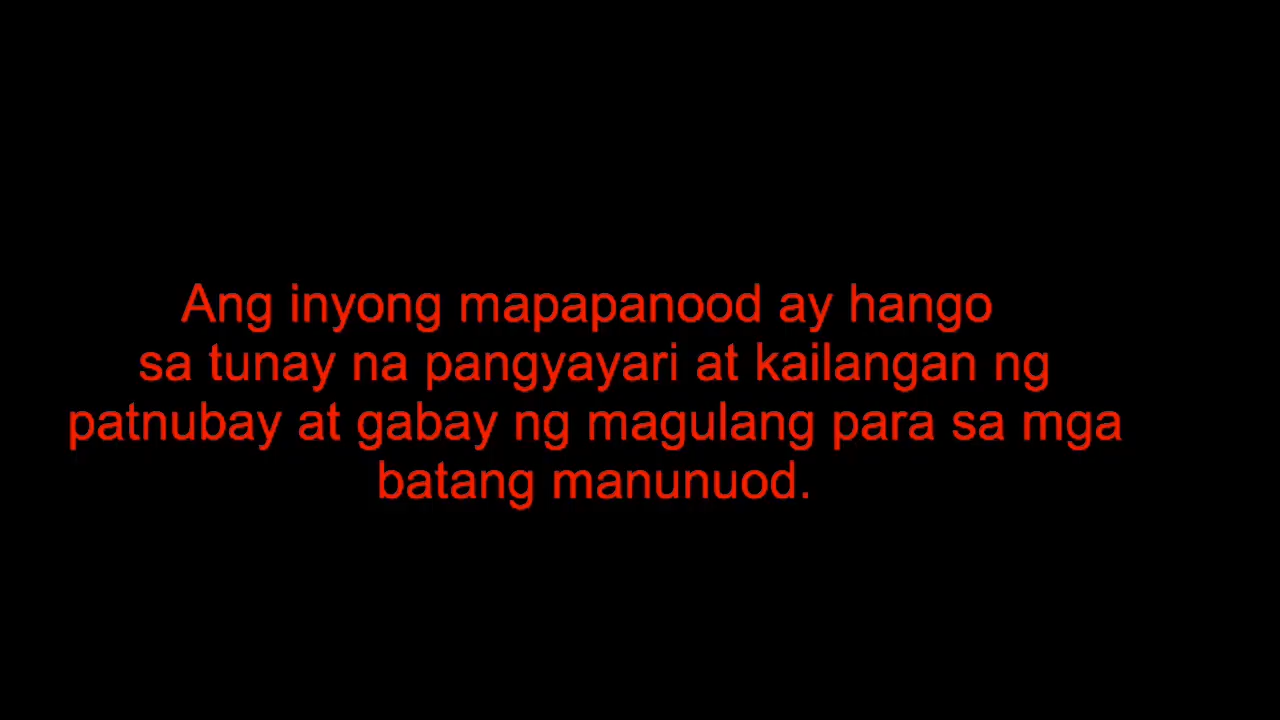 Ang inyong mapapanood ay hango
sa tunay na pangyayari at kailangan ng
patnubay at gabay ng magulang para sa mga
batang manunuod.